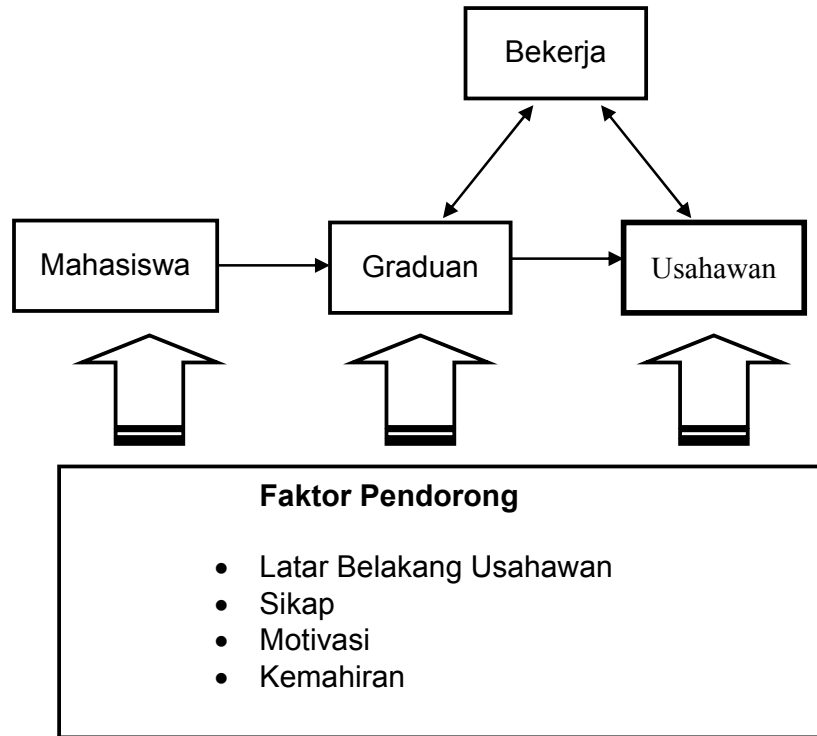 Bekerja
Mahasiswa
Graduan
Usahawan
Faktor Pendorong
• Latar Belakang Usahawan
• Sikap
• Motivasi
• Kemahiran